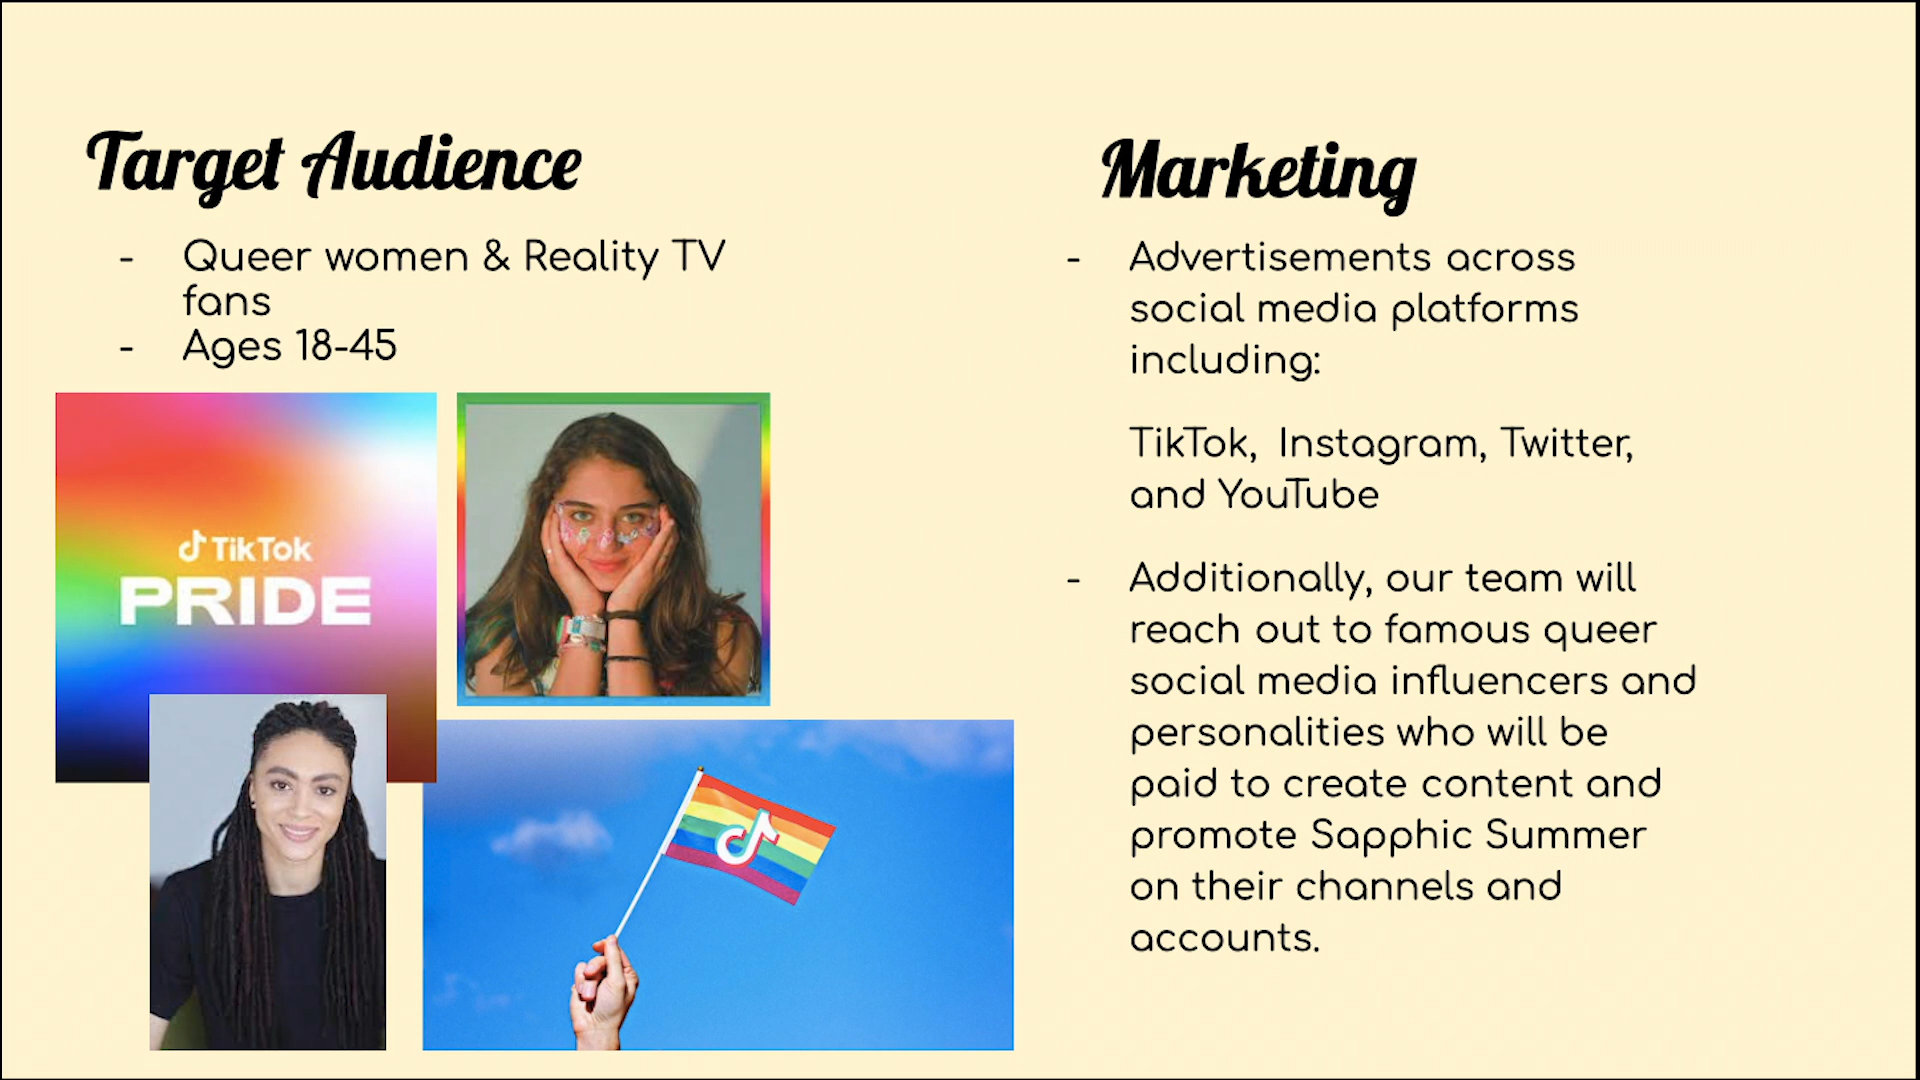 Target Audience
- Queer women & Reality TV
fans
- Ages 18-45
TikTok
PRIDE
Marketing
- Advertisements across
social media platforms
including:
TikTok, Instagram, Twitter,
and YouTube
- Additionally, our team will
reach out to famous queer
social media influencers and
personalities who will be
paid to create content and
promote Sapphic Summer
on their channels and
accounts.